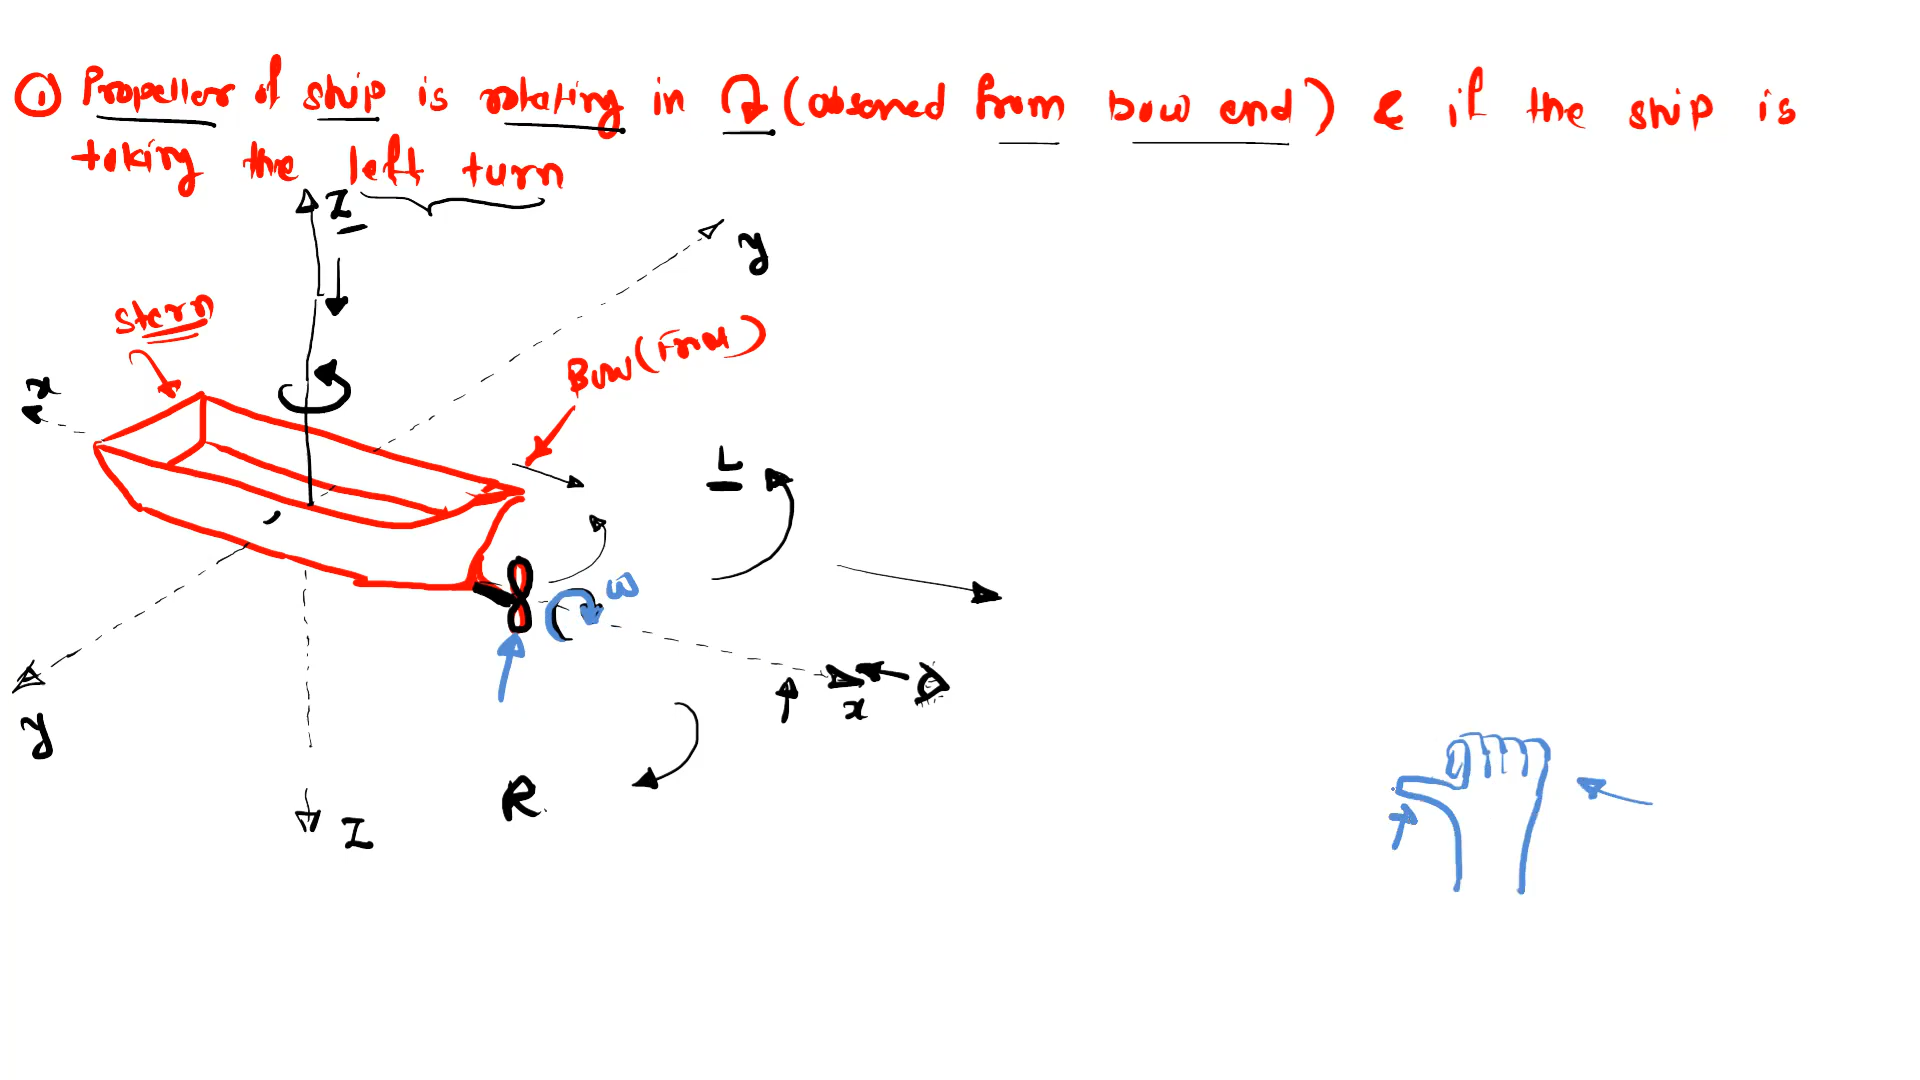 ① Propeller of ship is rotating in ↻ (observed from bow end) & if the ship is
taking the left turn
Z
y
stern
Bow (Front)
x
L
ω
x
y
R
Z